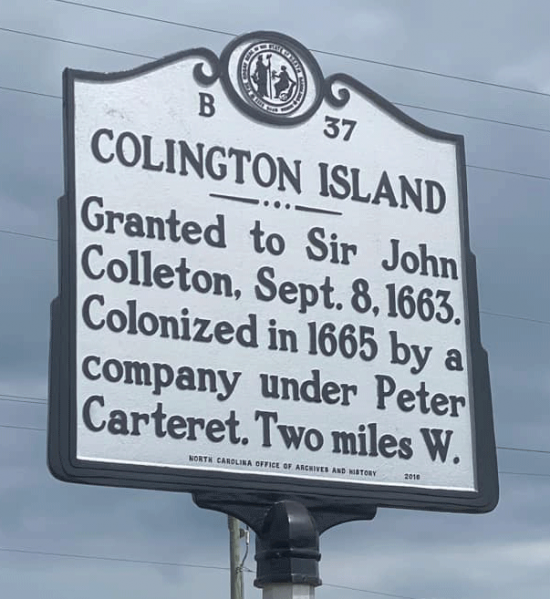 B 37
COLINGTON ISLAND
Granted to Sir John
Colleton, Sept. 8, 1663.
Colonized in 1665 by a
company under Peter
Carteret. Two miles W.
NORTH CAROLINA OFFICE OF ARCHIVES AND HISTORY 2018